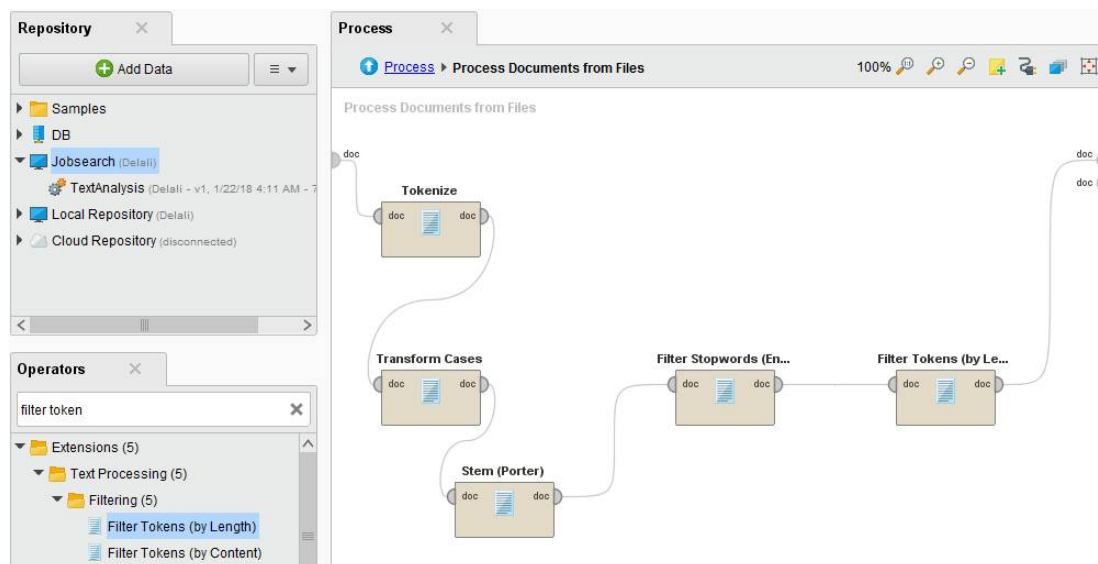 Repository
Add Data
Samples
DB
Jobsearch (Delali)
TextAnalysis (Delali - v1, 1/22/18 4:11 AM - 7
Local Repository (Delali)
Cloud Repository (disconnected)
Operators
filter token
Extensions (5)
Text Processing (5)
Filtering (5)
Filter Tokens (by Length)
Filter Tokens (by Content)
Process
Process Process Documents from Files
100%
Process Documents from Files
doc
doc
doc
Tokenize
doc doc
Transform Cases
doc doc
Stem (Porter)
doc doc
Filter Stopwords (En...
doc doc
Filter Tokens (by Le...
doc doc